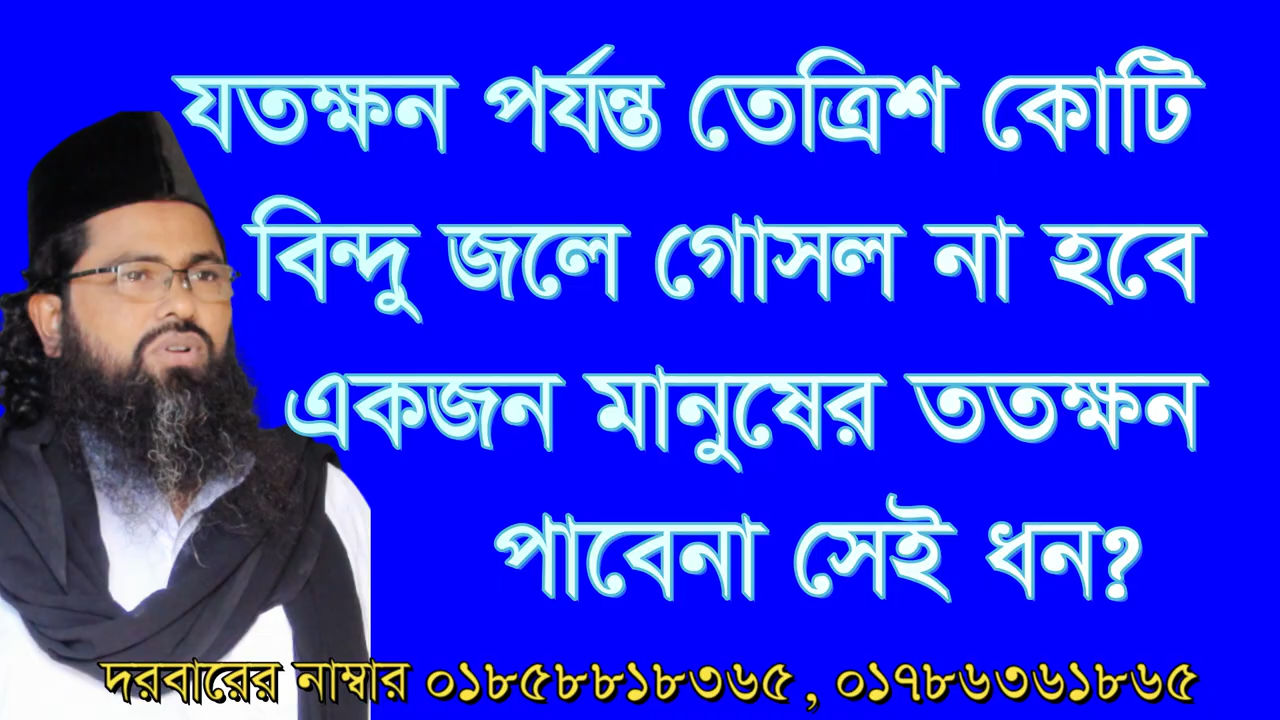 যতক্ষন পর্যন্ত তেত্রিশ কোটি
বিন্দু জলে গোসল না হবে
একজন মানুষের ততক্ষন
পাবেনা সেই ধন?
দরবারের নাম্বার ০১৮৫৮৮১৮৩৬৫, ০১৭৮৬৩৬১৮৬৫